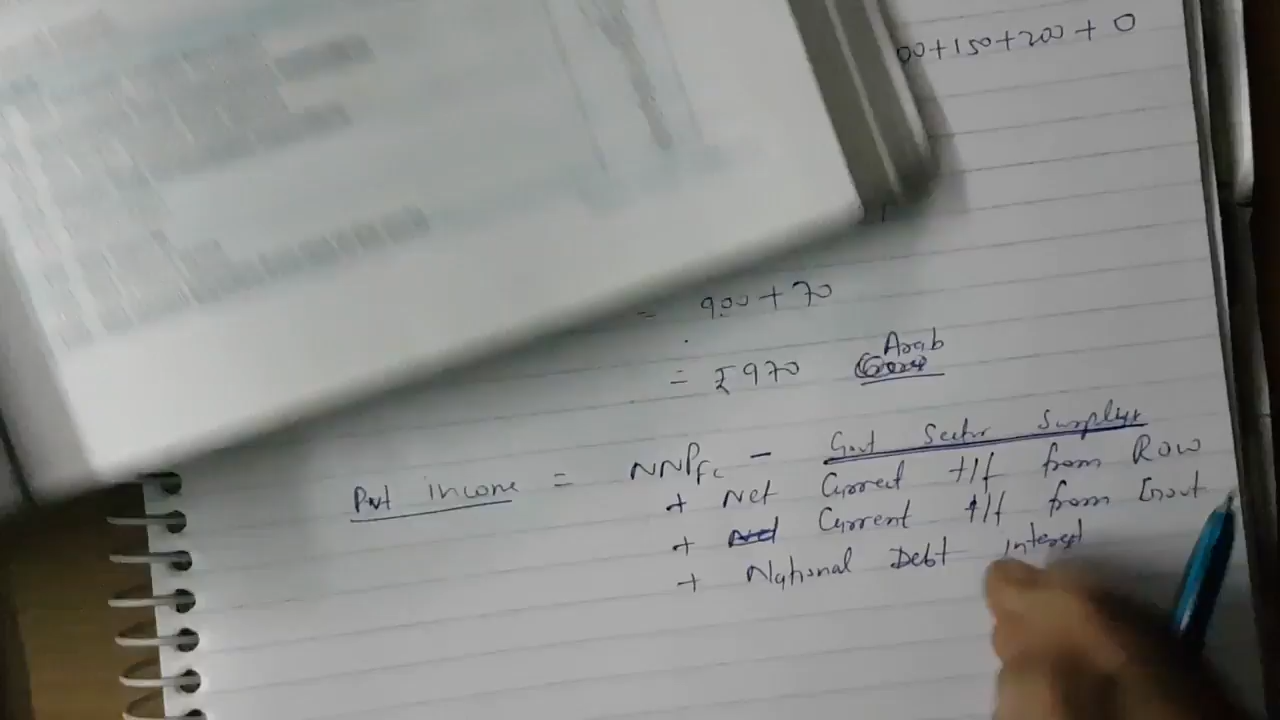 00+150+200+0
= 900+70
= ₹970 Arab
Pvt income = NNPFC - Govt Sector Surplus
+ Net Current t/f from ROW
+ Current t/f from Govt
+ National Debt interest